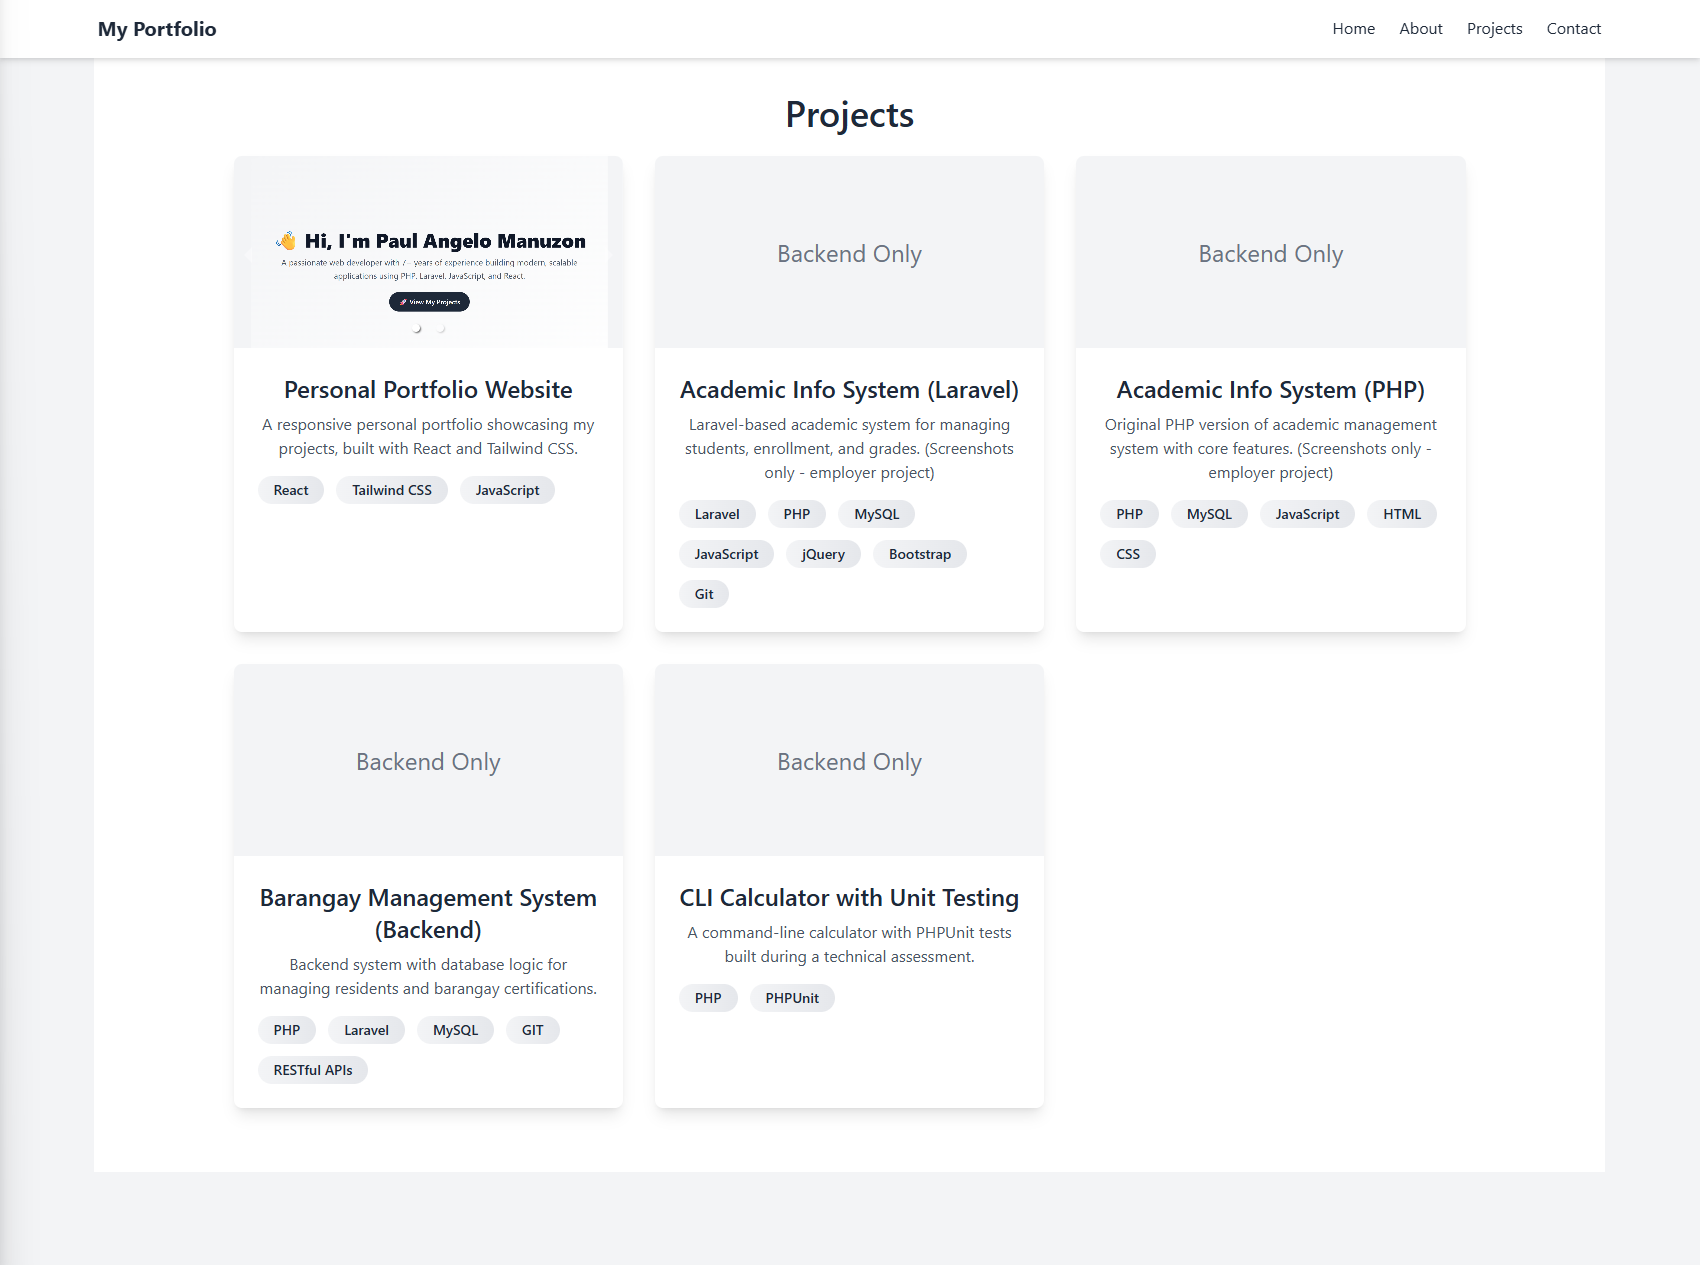 My Portfolio
Home About Projects Contact
Projects
👋 Hi, I'm Paul Angelo Manuzon
A passionate web developer with 7+ years of experience building modern, scalable
applications using PHP, Laravel, JavaScript, and React.
🚀 View My Projects
Personal Portfolio Website
A responsive personal portfolio showcasing my
projects, built with React and Tailwind CSS.
React Tailwind CSS JavaScript
Backend Only
Academic Info System (Laravel)
Laravel-based academic system for managing
students, enrollment, and grades. (Screenshots
only - employer project)
Laravel PHP MySQL
JavaScript jQuery Bootstrap
Git
Backend Only
Academic Info System (PHP)
Original PHP version of academic management
system with core features. (Screenshots only -
employer project)
PHP MySQL JavaScript HTML
CSS
Backend Only
Barangay Management System
(Backend)
Backend system with database logic for
managing residents and barangay certifications.
PHP Laravel MySQL GIT
RESTful APIs
Backend Only
CLI Calculator with Unit Testing
A command-line calculator with PHPUnit tests
built during a technical assessment.
PHP PHPUnit